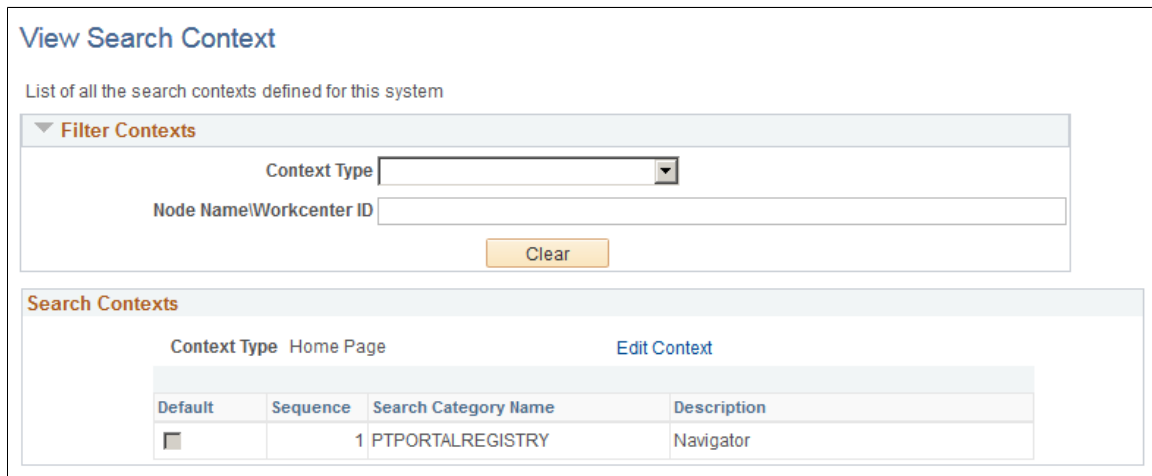 View Search Context
List of all the search contexts defined for this system
Filter Contexts
Context Type
Node Name\Workcenter ID
Clear
Search Contexts
Context Type Home Page Edit Context
Default Sequence Search Category Name Description
1 PTPORTALREGISTRY Navigator